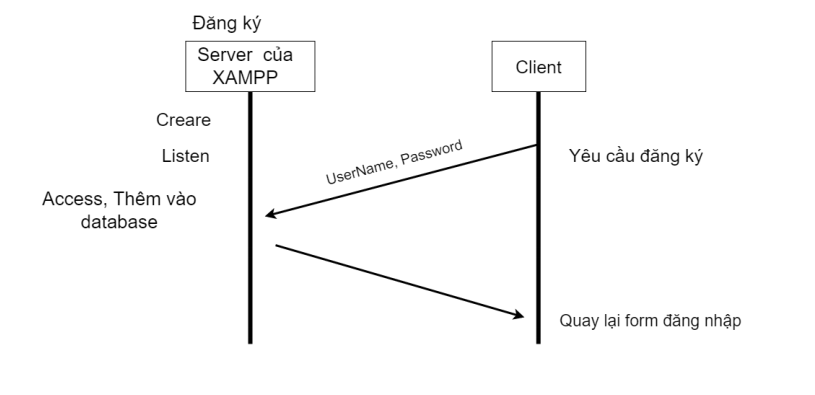 Đăng ký
Server của
XAMPP
Client
Creare
Listen
UserName, Password
Yêu cầu đăng ký
Access, Thêm vào
database
Quay lại form đăng nhập